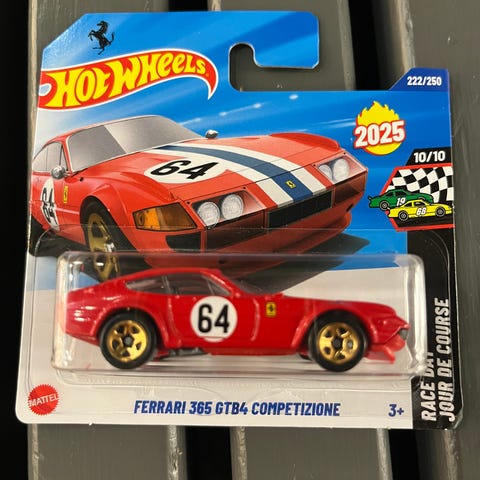 HOT WHEELS
222/250
2025
10/10
64
64
19
68
64
RACE DAY
JOUR DE COURSE
MATTEL
FERRARI 365 GTB4 COMPETIZIONE
3+